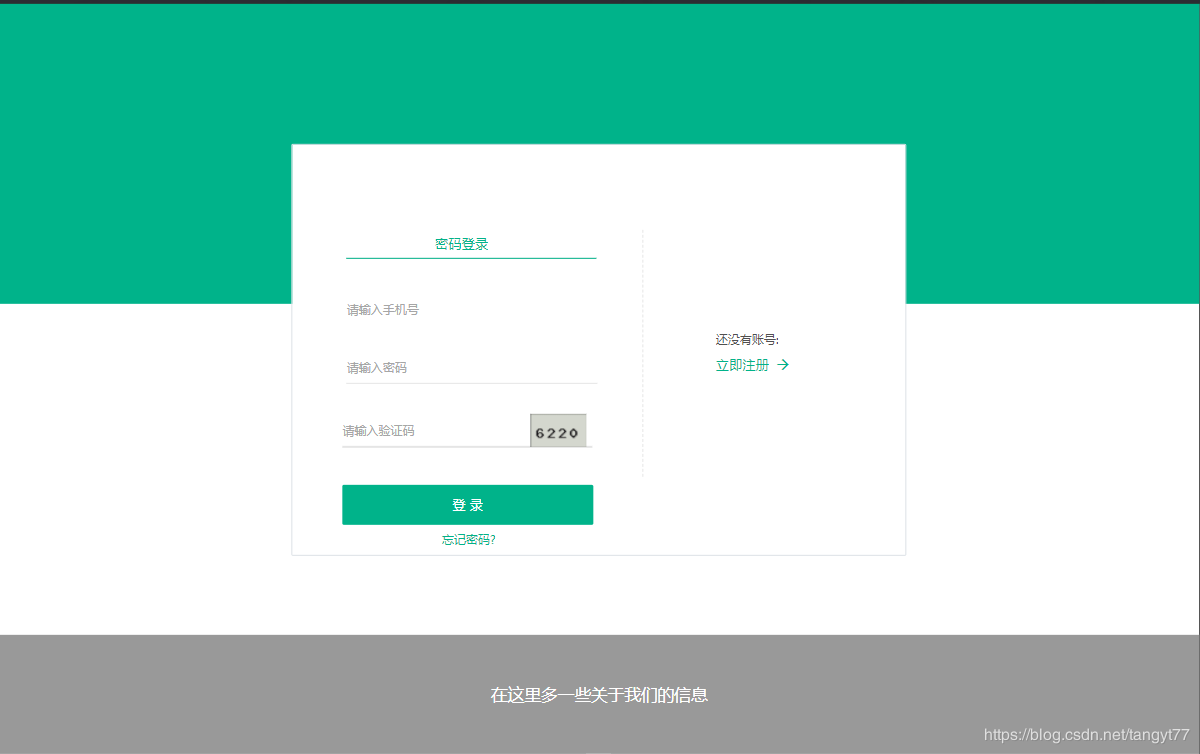 密码登录
请输入手机号
请输入密码
请输入验证码
6220
登 录
忘记密码?
还没有账号:
立即注册 →
在这里多一些关于我们的信息
https://blog.csdn.net/tangyt77